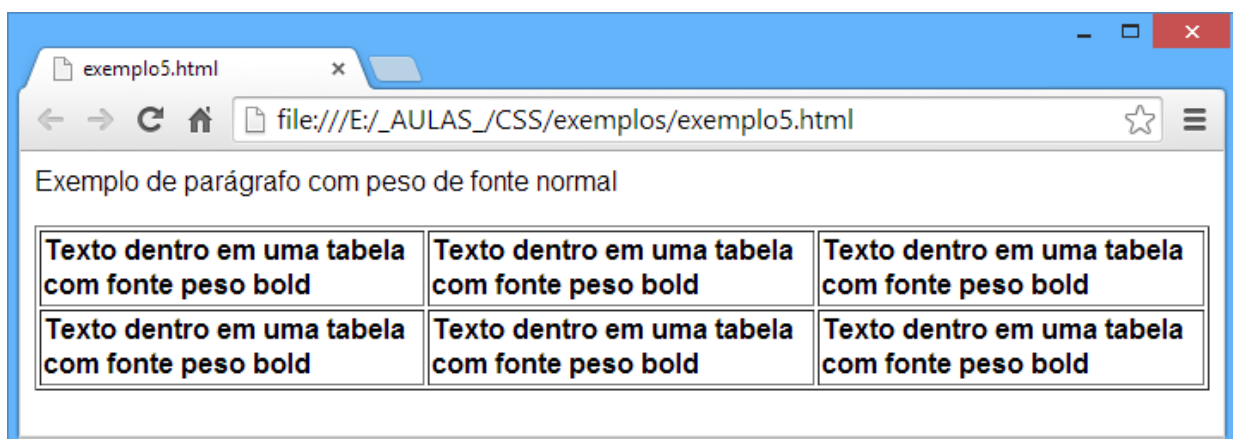 exemplo5.html
file:///E:/_AULAS_/CSS/exemplos/exemplo5.html
Exemplo de parágrafo com peso de fonte normal
Texto dentro em uma tabela com fonte peso bold
Texto dentro em uma tabela com fonte peso bold
Texto dentro em uma tabela com fonte peso bold
Texto dentro em uma tabela com fonte peso bold
Texto dentro em uma tabela com fonte peso bold
Texto dentro em uma tabela com fonte peso bold